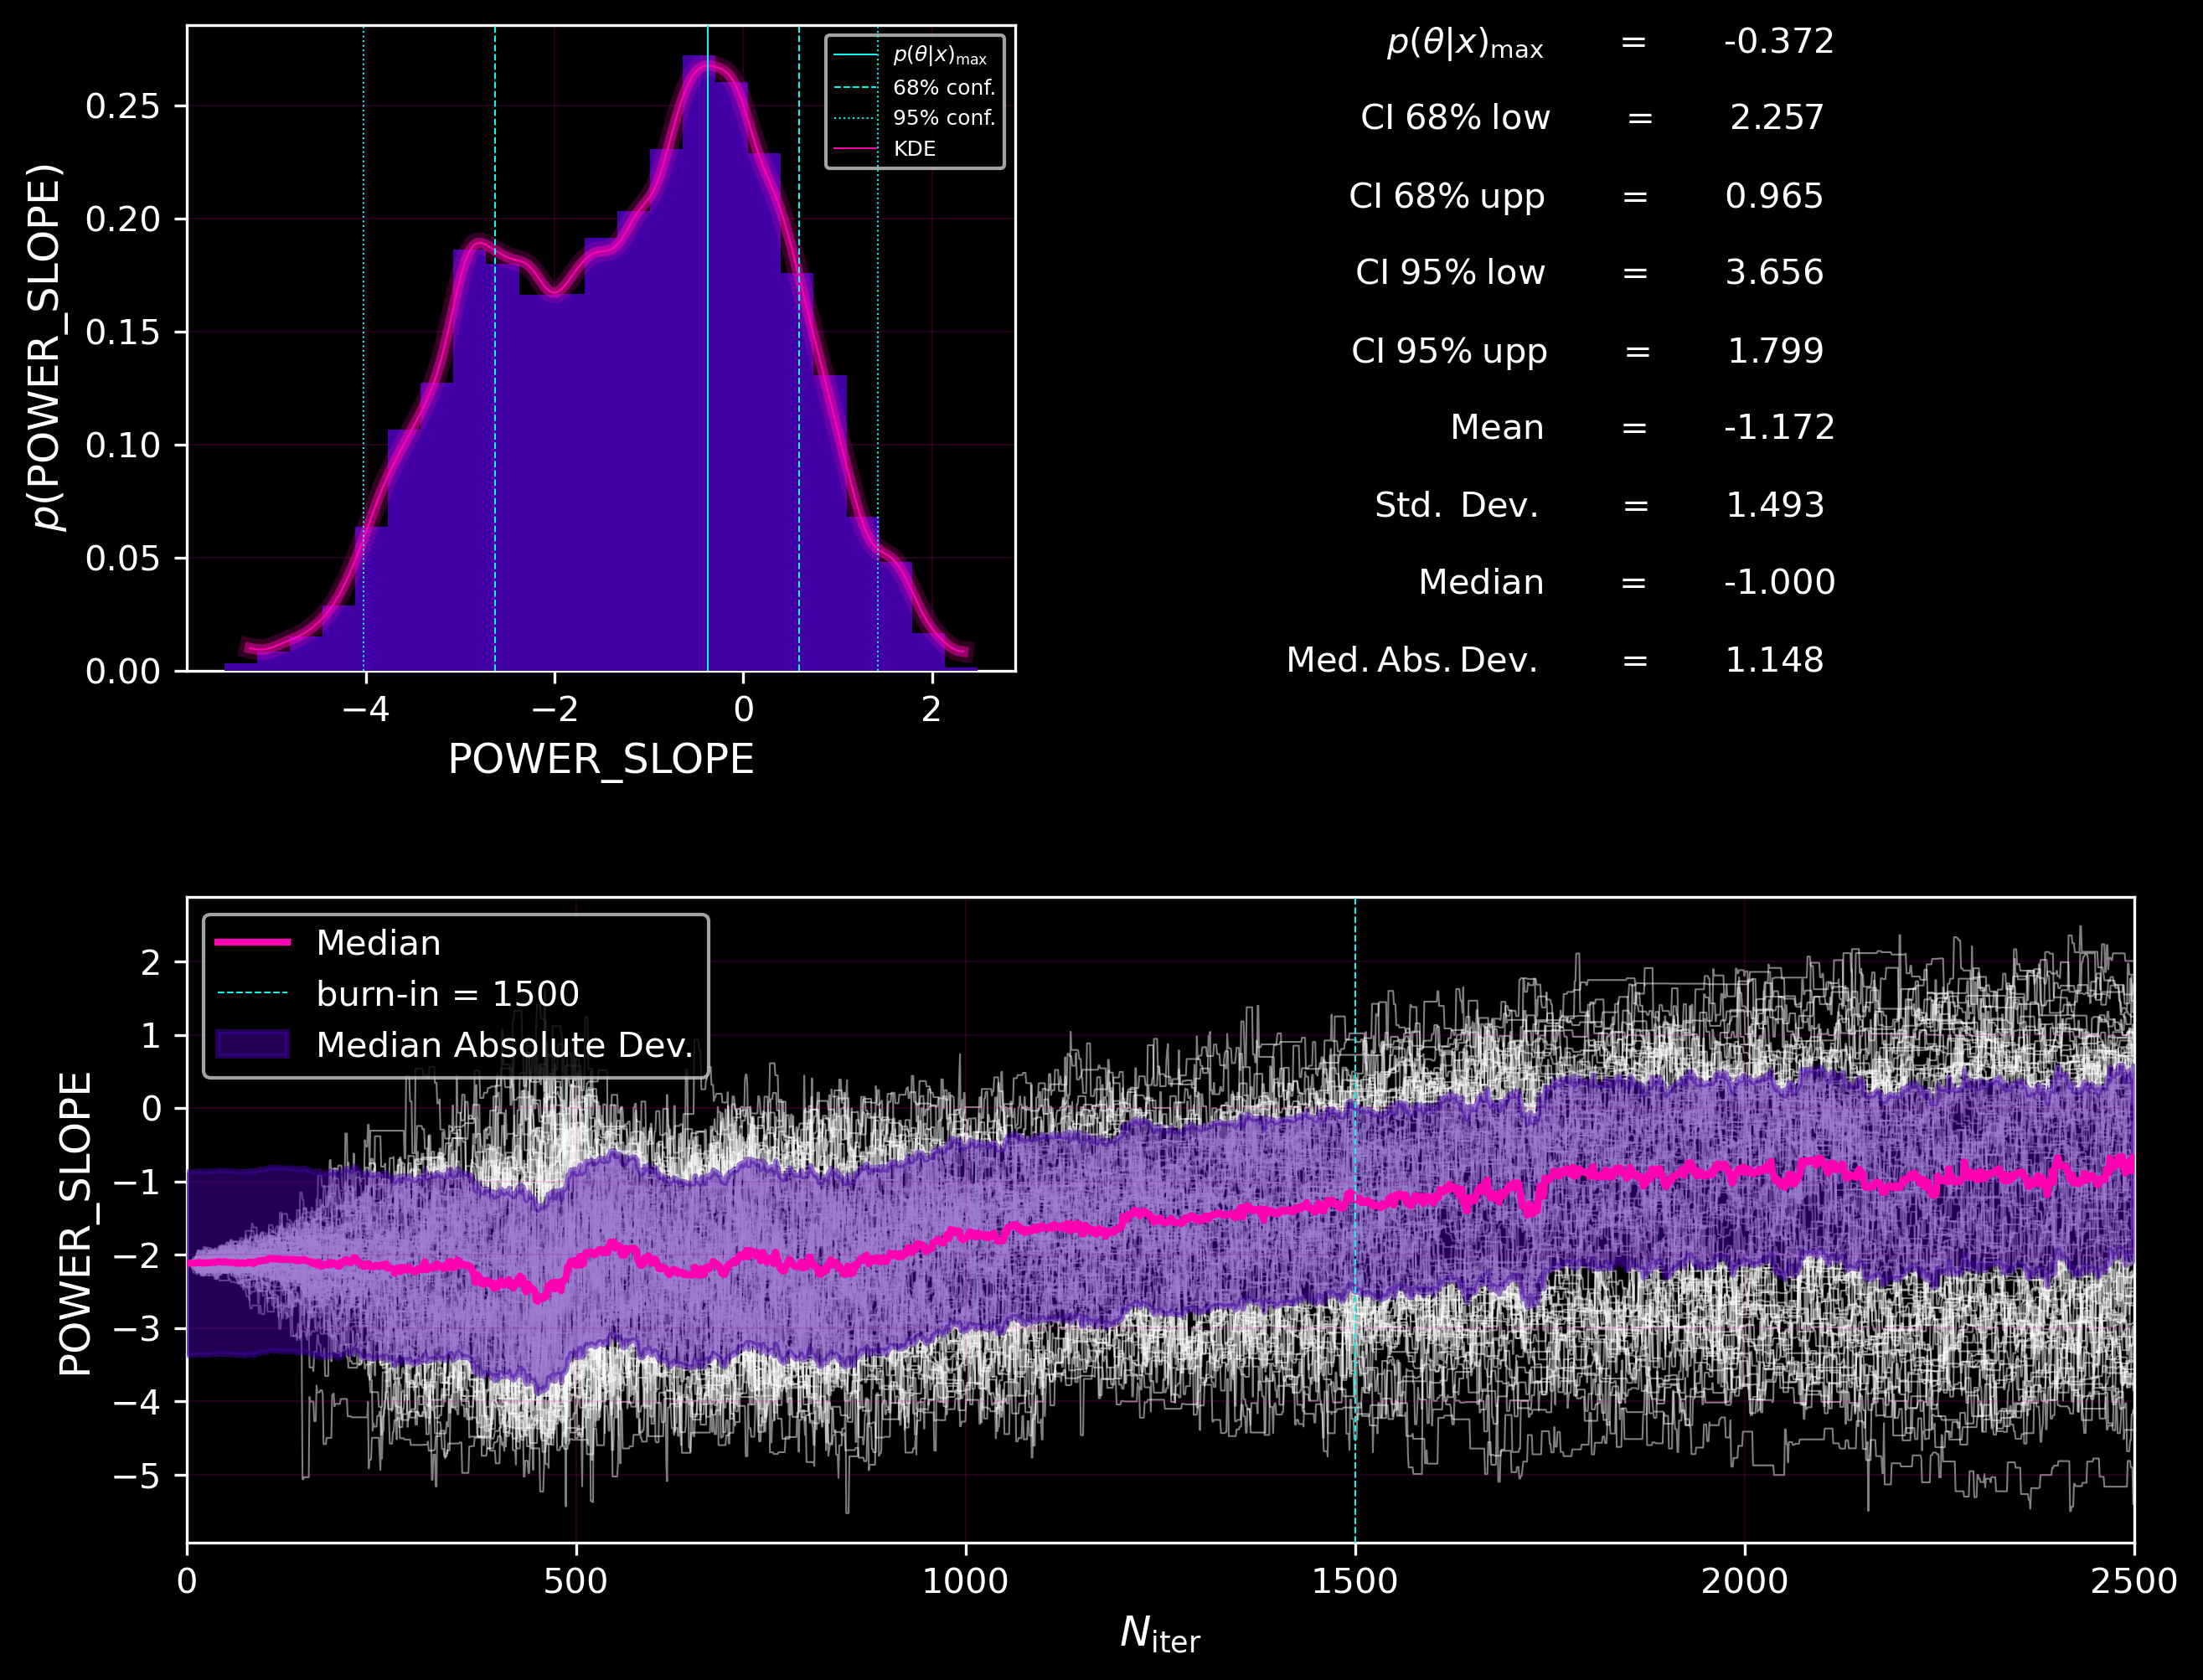 p(θ|x)max
68% conf.
95% conf.
KDE
0.25
0.20
0.15
0.10
0.05
0.00
p(POWER_SLOPE)
−4 −2 0 2
POWER_SLOPE
p(θ|x)max = -0.372
CI 68% low = 2.257
CI 68% upp = 0.965
CI 95% low = 3.656
CI 95% upp = 1.799
Mean = -1.172
Std. Dev. = 1.493
Median = -1.000
Med. Abs. Dev. = 1.148
Median
burn-in = 1500
Median Absolute Dev.
2
1
0
−1
−2
−3
−4
−5
POWER_SLOPE
0 500 1000 1500 2000 2500
Niter